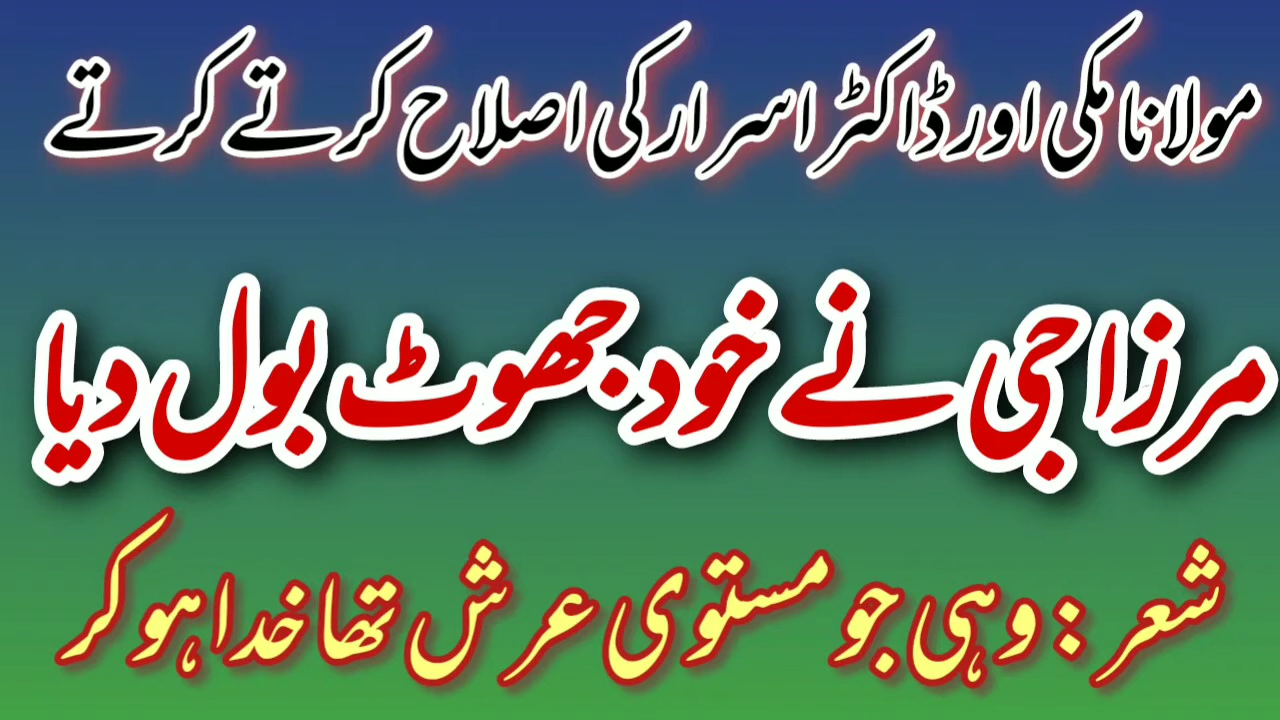 مولانا مکی اور ڈاکٹر اسرار کی اصلاح کرتے کرتے
مرزا جی نے خود جھوٹ بول دیا
شعر : وہی جو مستوی عرش تھا خدا ہو کر